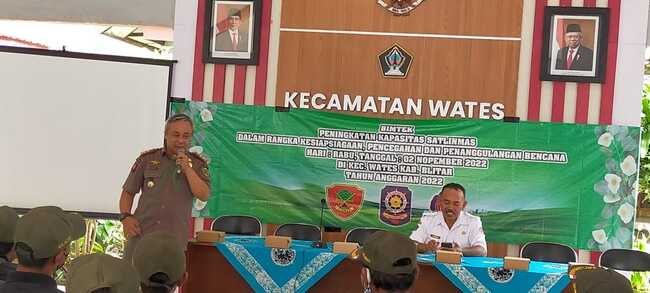 KECAMATAN WATES
BIMTEK
PENINGKATAN KAPASITAS SATLINMAS
DALAM RANGKA KESIAPSIAGAAN, PENCEGAHAN DAN PENANGGULANGAN BENCANA
HARI : RABU, TANGGAL : 02 NOPEMBER 2022
DI KEC. WATES KAB. BLITAR
TAHUN ANGGARAN 2022